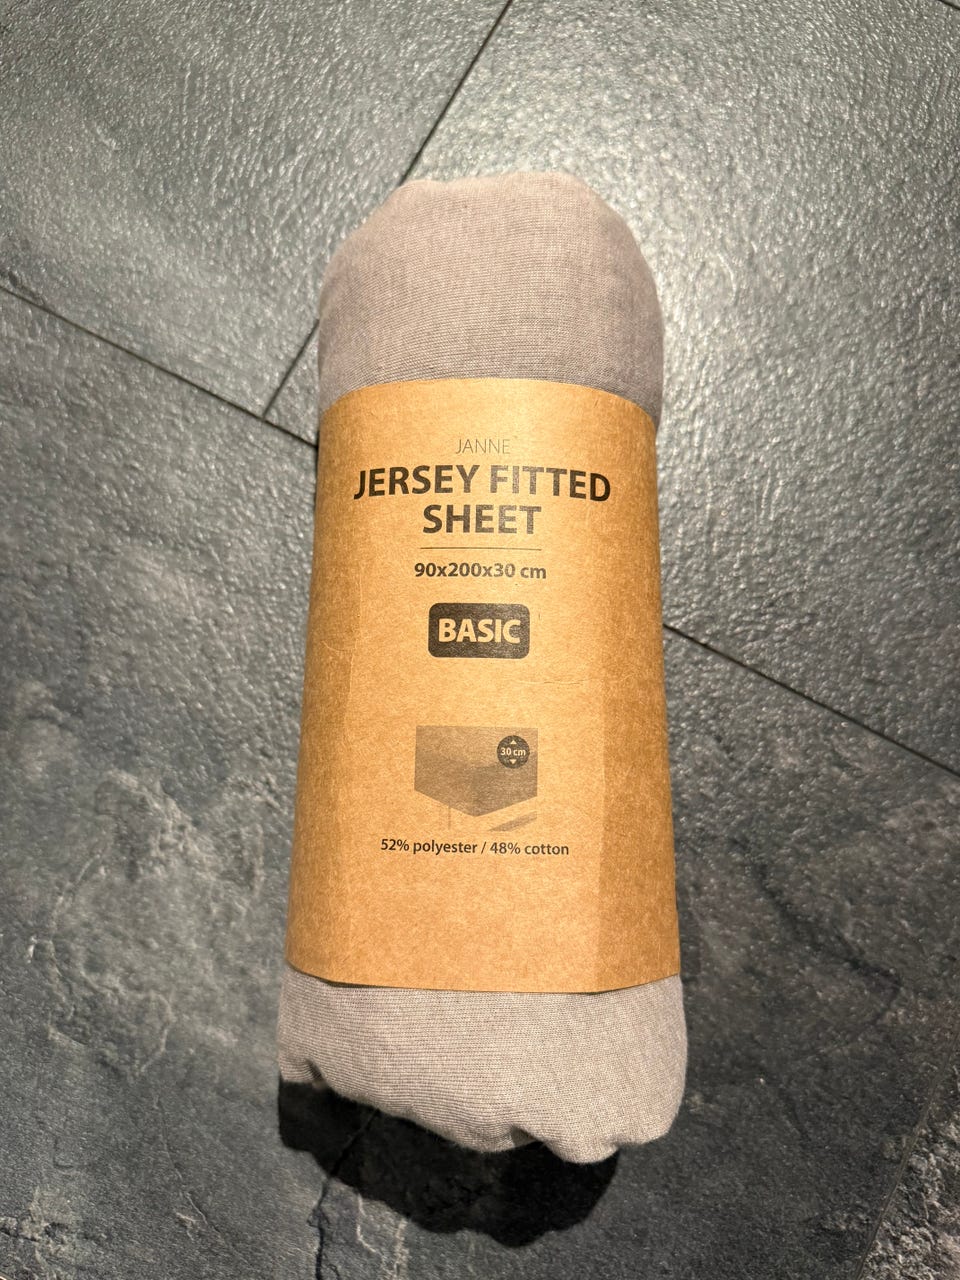 JANNE
JERSEY FITTED
SHEET
90x200x30 cm
BASIC
30 cm
52% polyester / 48% cotton